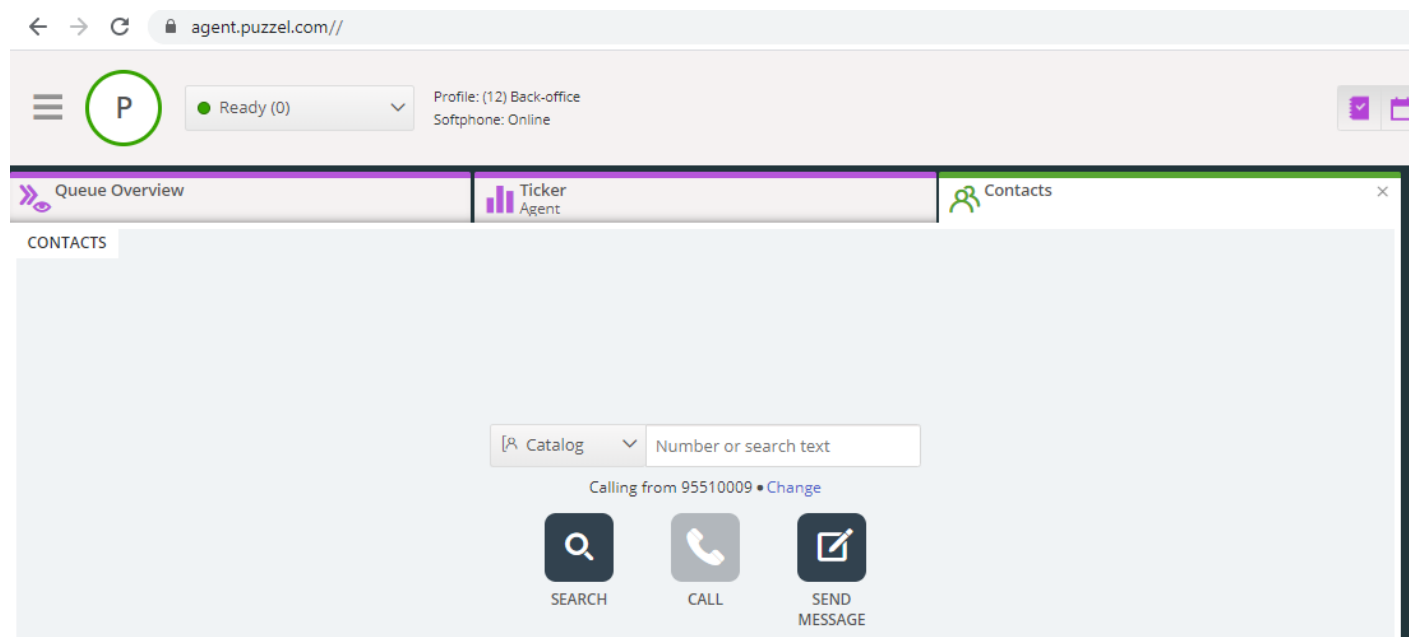 agent.puzzel.com//
P
Ready (0)
Profile: (12) Back-office
Softphone: Online
Queue Overview
Ticker
Agent
Contacts
CONTACTS
Catalog
Number or search text
Calling from 95510009 • Change
SEARCH
CALL
SEND
MESSAGE